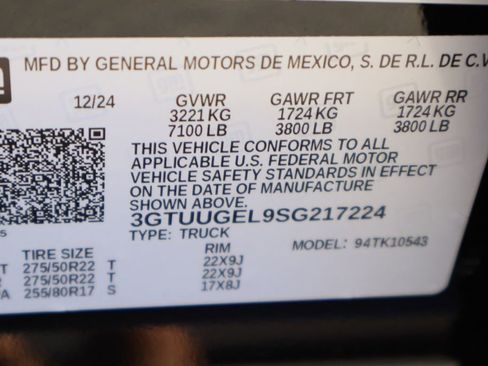 MFD BY GENERAL MOTORS DE MEXICO, S. DE R.L. DE C.V
12/24 GVWR GAWR FRT GAWR RR
3221 KG 1724 KG 1724 KG
7100 LB 3800 LB 3800 LB
THIS VEHICLE CONFORMS TO ALL
APPLICABLE U.S. FEDERAL MOTOR
VEHICLE SAFETY STANDARDS IN EFFECT
ON THE DATE OF MANUFACTURE
SHOWN ABOVE.
3GTUUGEL9SG217224
TYPE: TRUCK MODEL: 94TK10543
TIRE SIZE RIM
T 275/50R22 T 22X9J
275/50R22 T 22X9J
A 255/80R17 S 17X8J